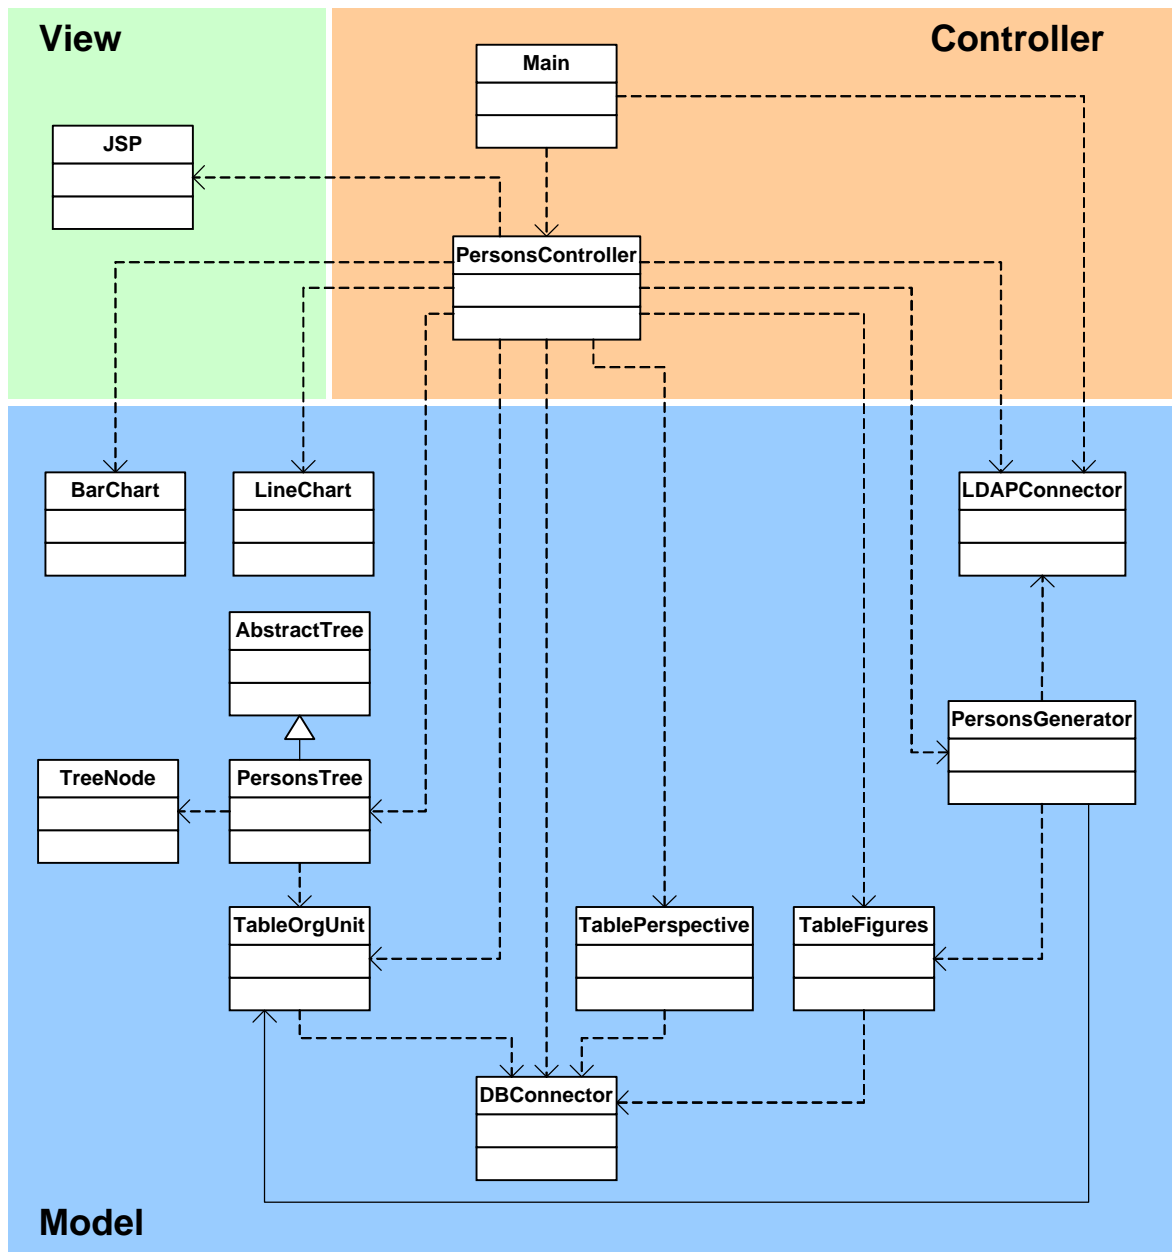 View
Controller
Main
JSP
PersonsController
BarChart
LineChart
LDAPConnector
AbstractTree
PersonsGenerator
TreeNode
PersonsTree
TableOrgUnit
TablePerspective
TableFigures
DBConnector
Model